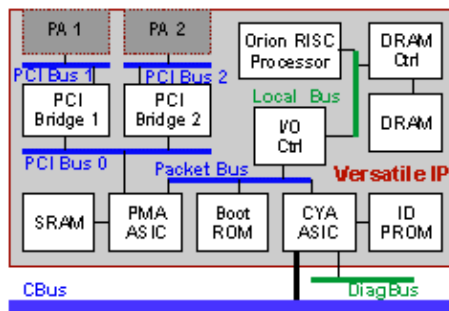 PA 1
PA 2
Orion RISC
Processor
DRAM
Ctrl
PCI Bus 1
PCI Bus 2
PCI
Bridge 1
PCI
Bridge 2
Local Bus
I/O
Ctrl
DRAM
PCI Bus 0
Packet Bus
Versatile IP
SRAM
PMA
ASIC
Boot
ROM
CYA
ASIC
ID
PROM
CBus
DiagBus